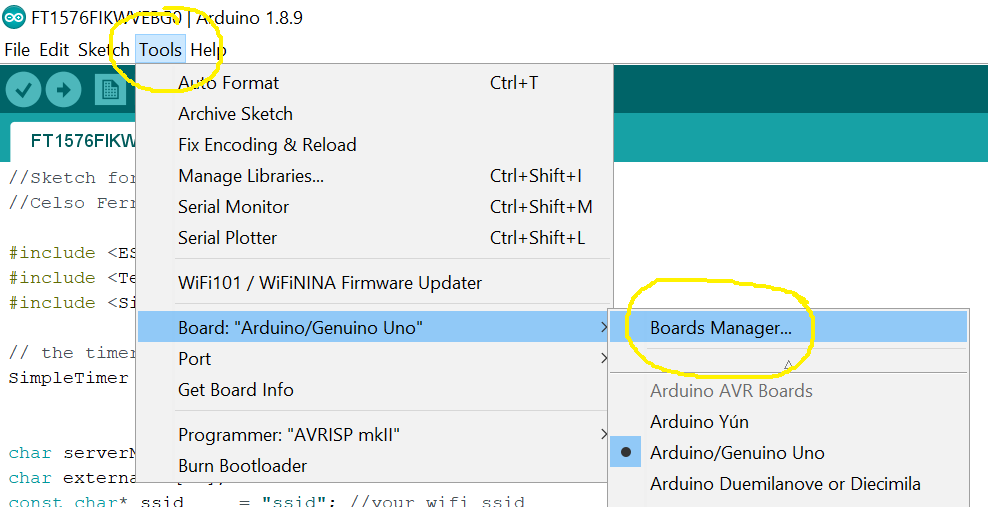 FT1576FIKWVEBG0 | Arduino 1.8.9
File Edit Sketch Tools Help
Auto Format Ctrl+T
Archive Sketch
Fix Encoding & Reload
Manage Libraries... Ctrl+Shift+I
Serial Monitor Ctrl+Shift+M
Serial Plotter Ctrl+Shift+L
WiFi101 / WiFiNINA Firmware Updater
Board: "Arduino/Genuino Uno"
Port
Get Board Info
Programmer: "AVRISP mkII"
Burn Bootloader
Boards Manager...
Arduino AVR Boards
Arduino Yún
Arduino/Genuino Uno
Arduino Duemilanove or Diecimila
FT1576FIKW
//Sketch for
//Celso Ferr
#include <ES
#include <Te
#include <Si
// the timer
SimpleTimer
char server
char externa
const char* ssid = "ssid"; //your wifi ssid